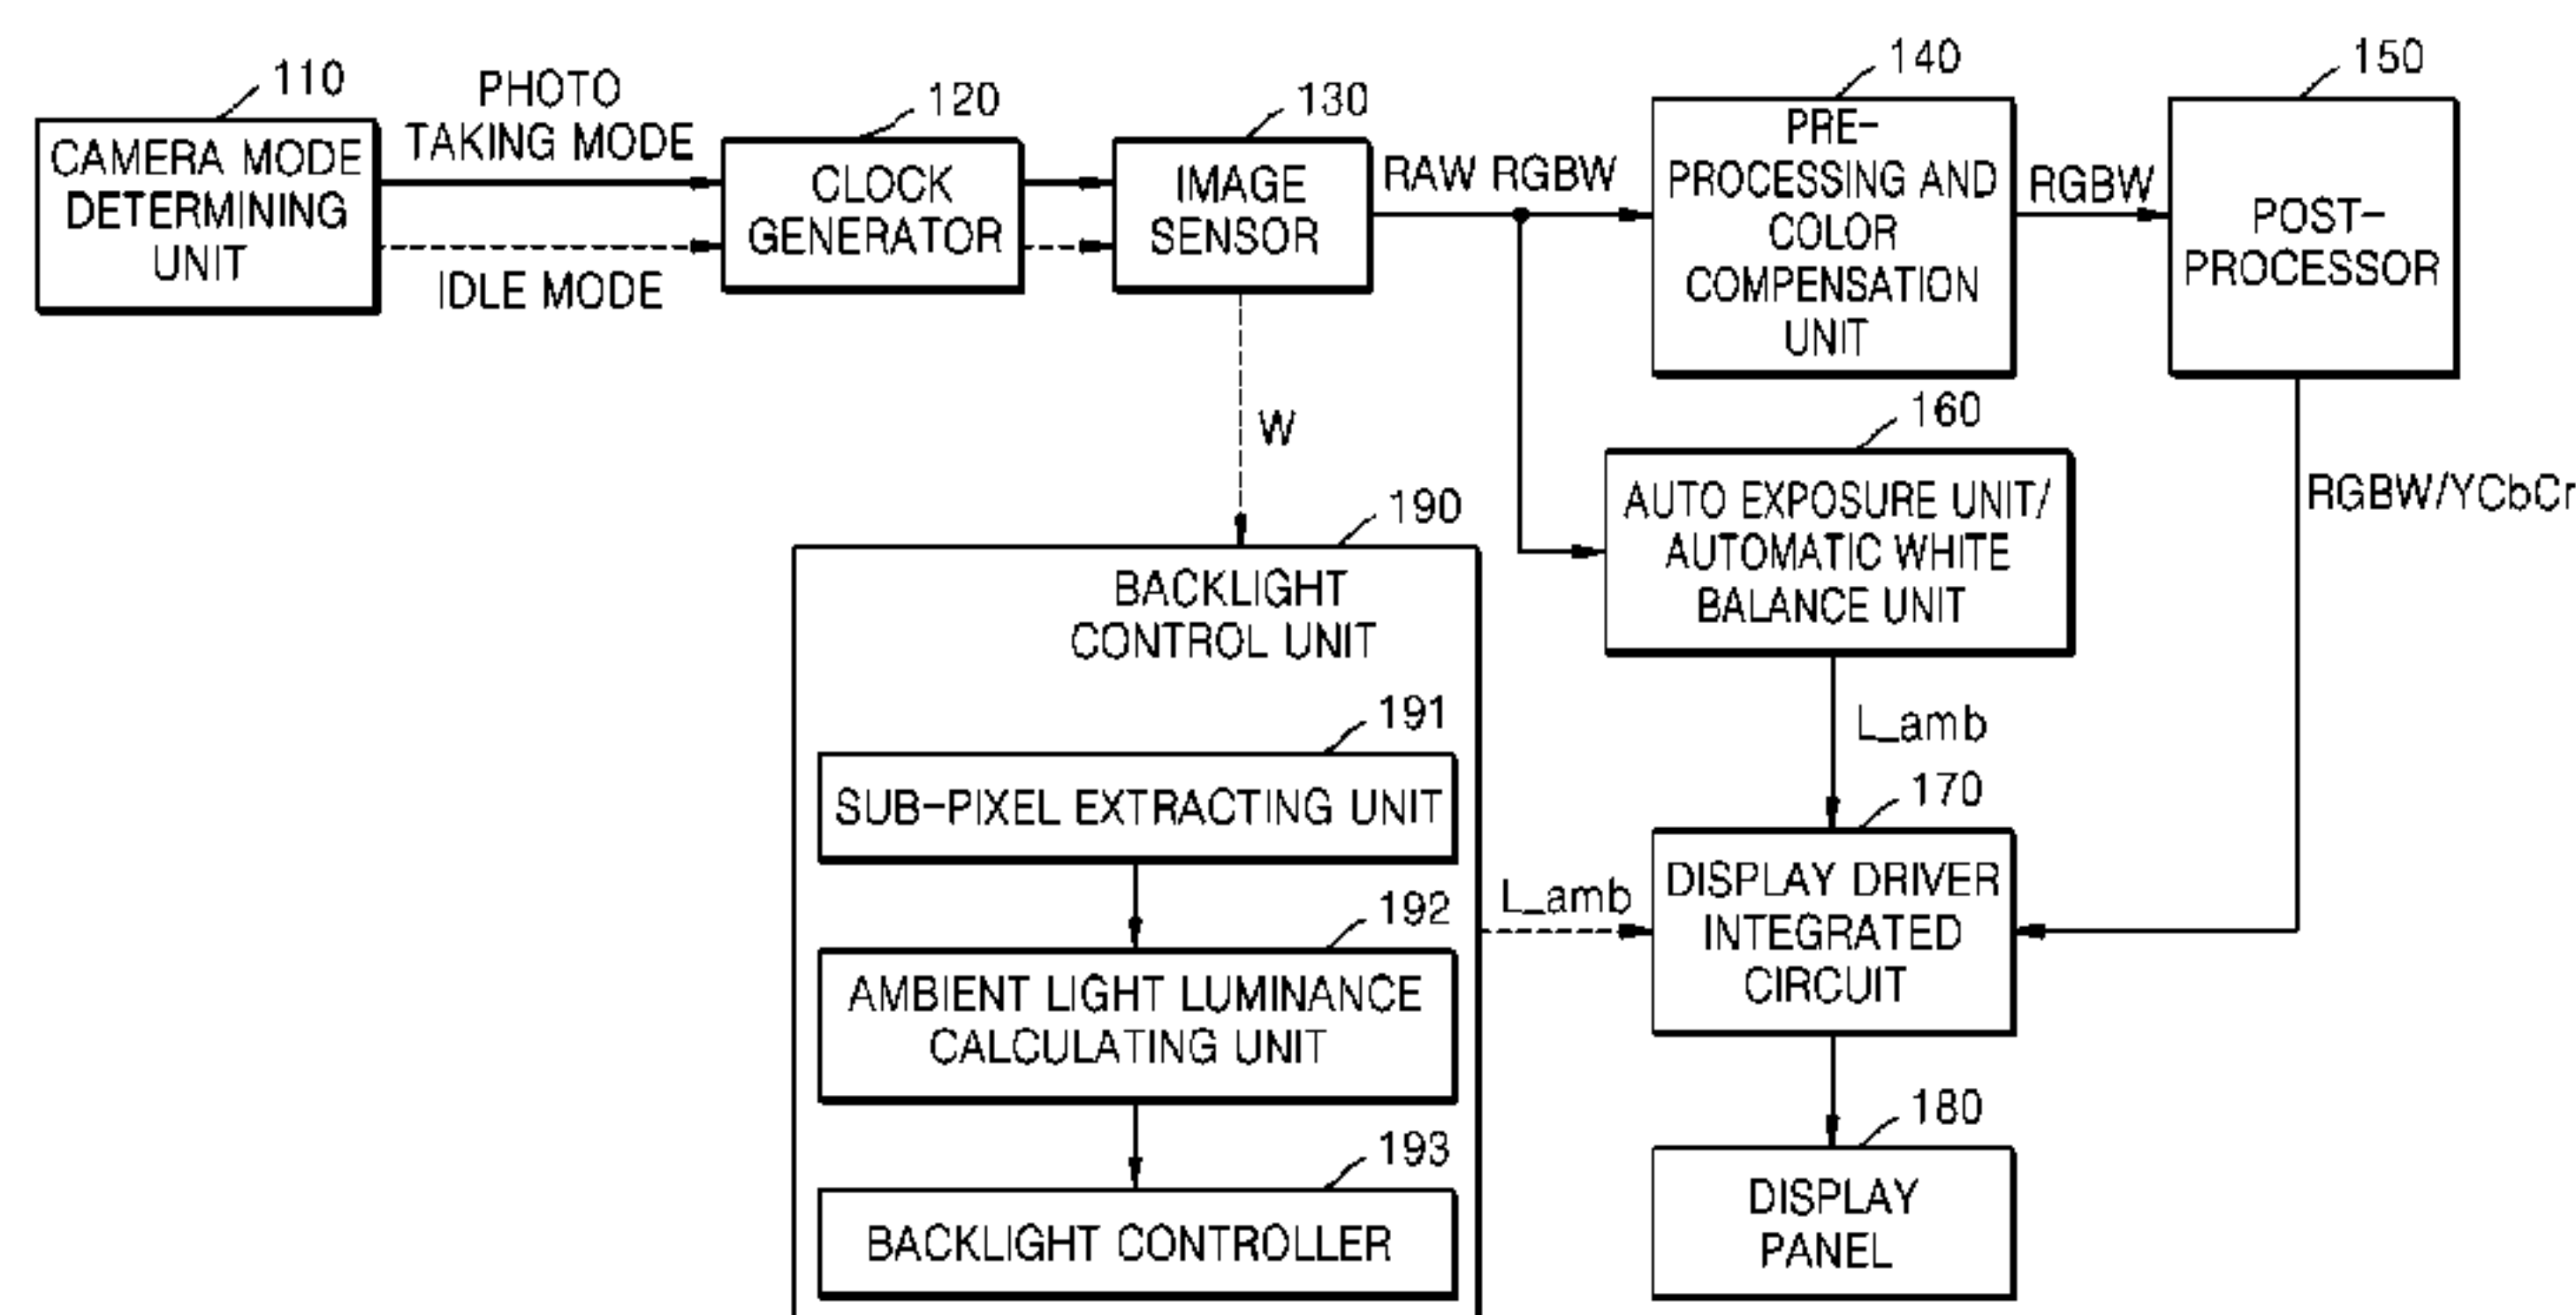 110
CAMERA MODE
DETERMINING
UNIT
PHOTO
TAKING MODE
IDLE MODE
120
CLOCK
GENERATOR
130
IMAGE
SENSOR
RAW RGBW
140
PRE-
PROCESSING AND
COLOR
COMPENSATION
UNIT
RGBW
150
POST-
PROCESSOR
W
160
AUTO EXPOSURE UNIT/
AUTOMATIC WHITE
BALANCE UNIT
RGBW/YCbCr
190
BACKLIGHT
CONTROL UNIT
191
SUB-PIXEL EXTRACTING UNIT
192
AMBIENT LIGHT LUMINANCE
CALCULATING UNIT
193
BACKLIGHT CONTROLLER
L_amb
L_amb
170
DISPLAY DRIVER
INTEGRATED
CIRCUIT
180
DISPLAY
PANEL